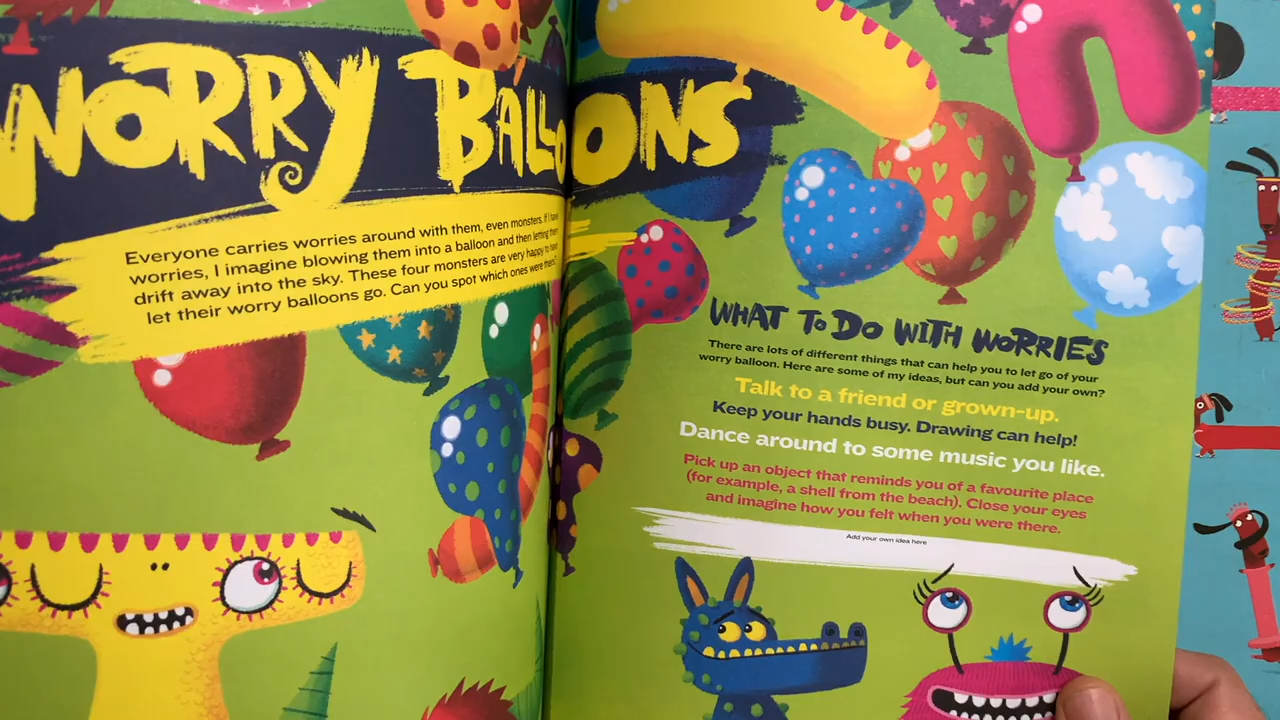 WORRY BALLOONS
Everyone carries worries around with them, even monsters. If I have
worries, I imagine blowing them into a balloon and then letting them
drift away into the sky. These four monsters are very happy to have
let their worry balloons go. Can you spot which ones were theirs?
WHAT TO DO WITH WORRIES
There are lots of different things that can help you to let go of your
worry balloon. Here are some of my ideas, but can you add your own?
Talk to a friend or grown-up.
Keep your hands busy. Drawing can help!
Dance around to some music you like.
Pick up an object that reminds you of a favourite place
(for example, a shell from the beach). Close your eyes
and imagine how you felt when you were there.
Add your own idea here